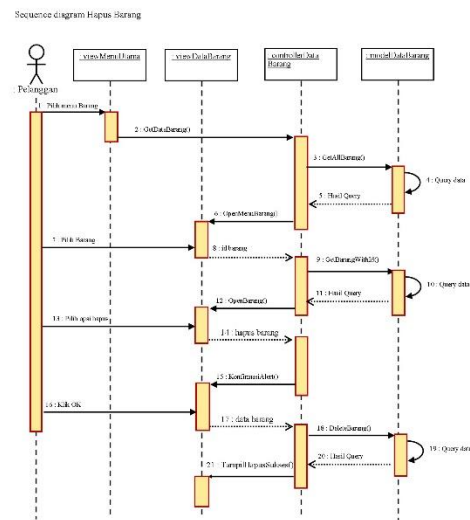 Sequence diagram Hapus Barang
: viewMenuUtama
: viewDataBarang
: controllerData
Barang
: modelDataBarang
: Pelanggan
1 : Pilih menu Barang
2 : GetDataBarang()
3 : GetAllBarang()
4 : Query data
5 : Hasil Query
6 : OpenMenuBarang()
7 : Pilih Barang
8 : idbarang
9 : GetBarangWithId()
10 : Query data
11 : Hasil Query
12 : OpenBarang()
13 : Pilih opsi hapus
14 : hapus barang
15 : KonfirmasiAlert()
16 : Klik OK
17 : data barang
18 : DeleteBarang()
19 : Query data
20 : Hasil Query
21 : TampilHapusSukses()